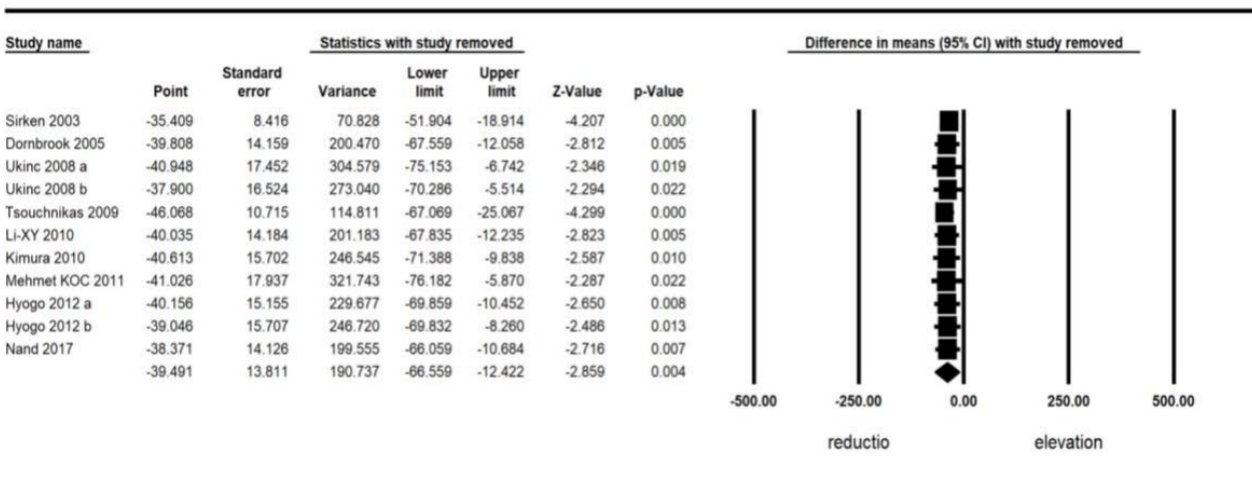 Study name Statistics with study removed Difference in means (95% CI) with study removed
Standard Lower Upper
Point error Variance limit limit Z-Value p-Value
Sirken 2003 -35.409 8.416 70.828 -51.904 -18.914 -4.207 0.000
Dornbrook 2005 -39.808 14.159 200.470 -67.559 -12.058 -2.812 0.005
Ukinc 2008 a -40.948 17.452 304.579 -75.153 -6.742 -2.346 0.019
Ukinc 2008 b -37.900 16.524 273.040 -70.286 -5.514 -2.294 0.022
Tsouchnikas 2009 -46.068 10.715 114.811 -67.069 -25.067 -4.299 0.000
Li-XY 2010 -40.035 14.184 201.183 -67.835 -12.235 -2.823 0.005
Kimura 2010 -40.613 15.702 246.545 -71.388 -9.838 -2.587 0.010
Mehmet KOC 2011 -41.026 17.937 321.743 -76.182 -5.870 -2.287 0.022
Hyogo 2012 a -40.156 15.155 229.677 -69.859 -10.452 -2.650 0.008
Hyogo 2012 b -39.046 15.707 246.720 -69.832 -8.260 -2.486 0.013
Nand 2017 -38.371 14.126 199.555 -66.059 -10.684 -2.716 0.007
-39.491 13.811 190.737 -66.559 -12.422 -2.859 0.004
-500.00 -250.00 0.00 250.00 500.00
reductio elevation